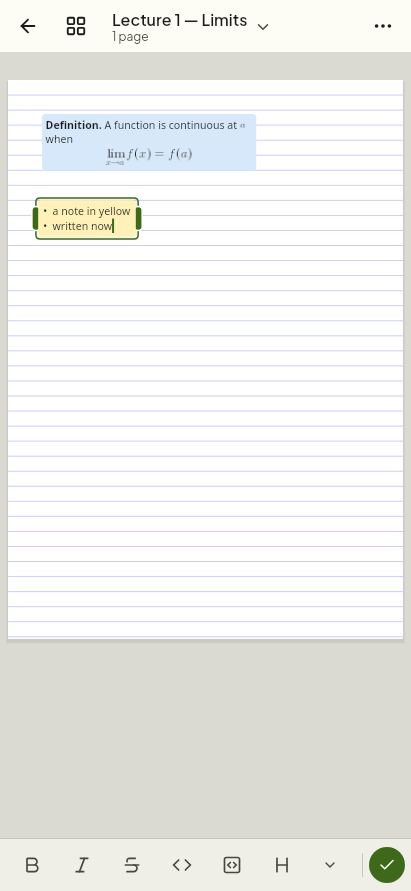 Lecture 1 — Limits
1 page
Definition. A function is continuous at a
when
lim f(x) = f(a)
x→a
• a note in yellow
• written now
B I S <> H